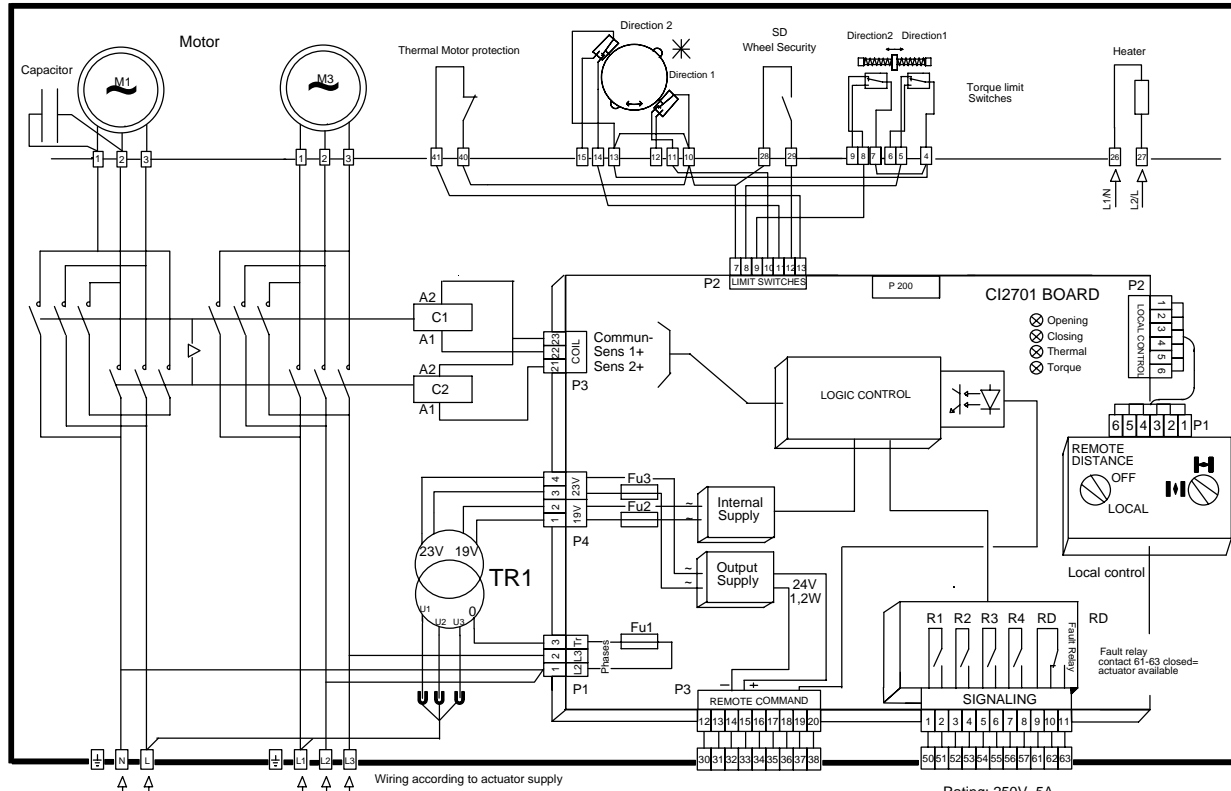 Motor
Capacitor
M1
M3
Thermal Motor protection
Direction 2
Direction 1
SD
Wheel Security
Direction2 Direction1
Torque limit
Switches
Heater
1 2 3
1 2 3
41 40
15 14 13 12 11 10
28 29
9 8 7 6 5 4
26 27
L1/N
L2/L
7 8 9 10 11 12 13
P2
LIMIT SWITCHES
P 200
CI2701 BOARD
Opening
Closing
Thermal
Torque
P2
LOCAL CONTROL
1 2 3 4 5 6
A2
C1
A1
A2
C2
A1
23
22
21
COIL
P3
Commun-
Sens 1+
Sens 2+
LOGIC CONTROL
6 5 4 3 2 1 P1
REMOTE
DISTANCE
OFF
LOCAL
Local control
4
3
2
1
23V
19V
P4
Fu3
Fu2
Internal
Supply
Output
Supply
24V
1,2W
23V 19V
TR1
U1 U2 U3 0
3
2
1
Tr
L3
L2
Phases
Fu1
P1
R1 R2 R3 R4 RD
Fault Relay
RD
Fault relay
contact 61-63 closed=
actuator available
P3
− +
REMOTE COMMAND
12 13 14 15 16 17 18 19 20
30 31 32 33 34 35 36 37 38
SIGNALING
1 2 3 4 5 6 7 8 9 10 11
50 51 52 53 54 55 56 57 61 62 63
N L
L1 L2 L3
Wiring according to actuator supply
Rating: 250V- 5A